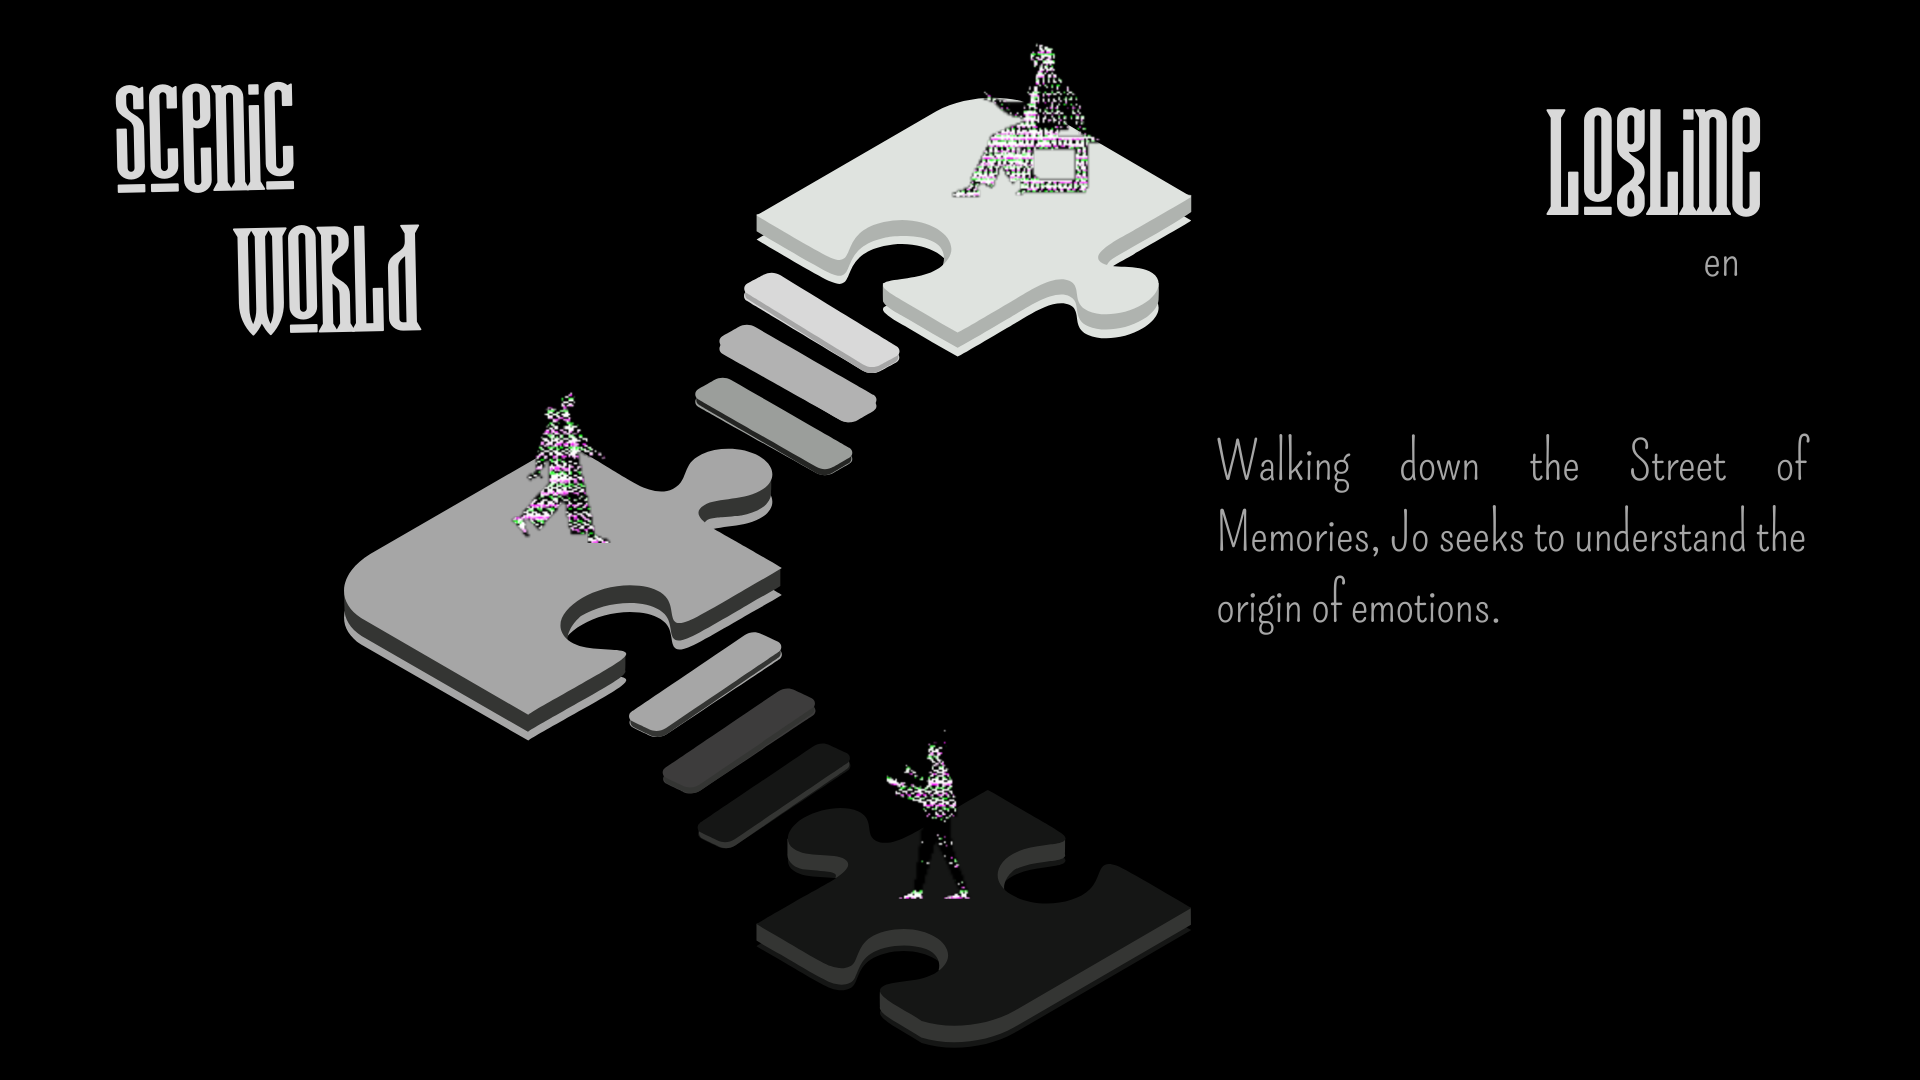 scenic
world
Logline
en
Walking down the Street of
Memories, Jo seeks to understand the
origin of emotions.